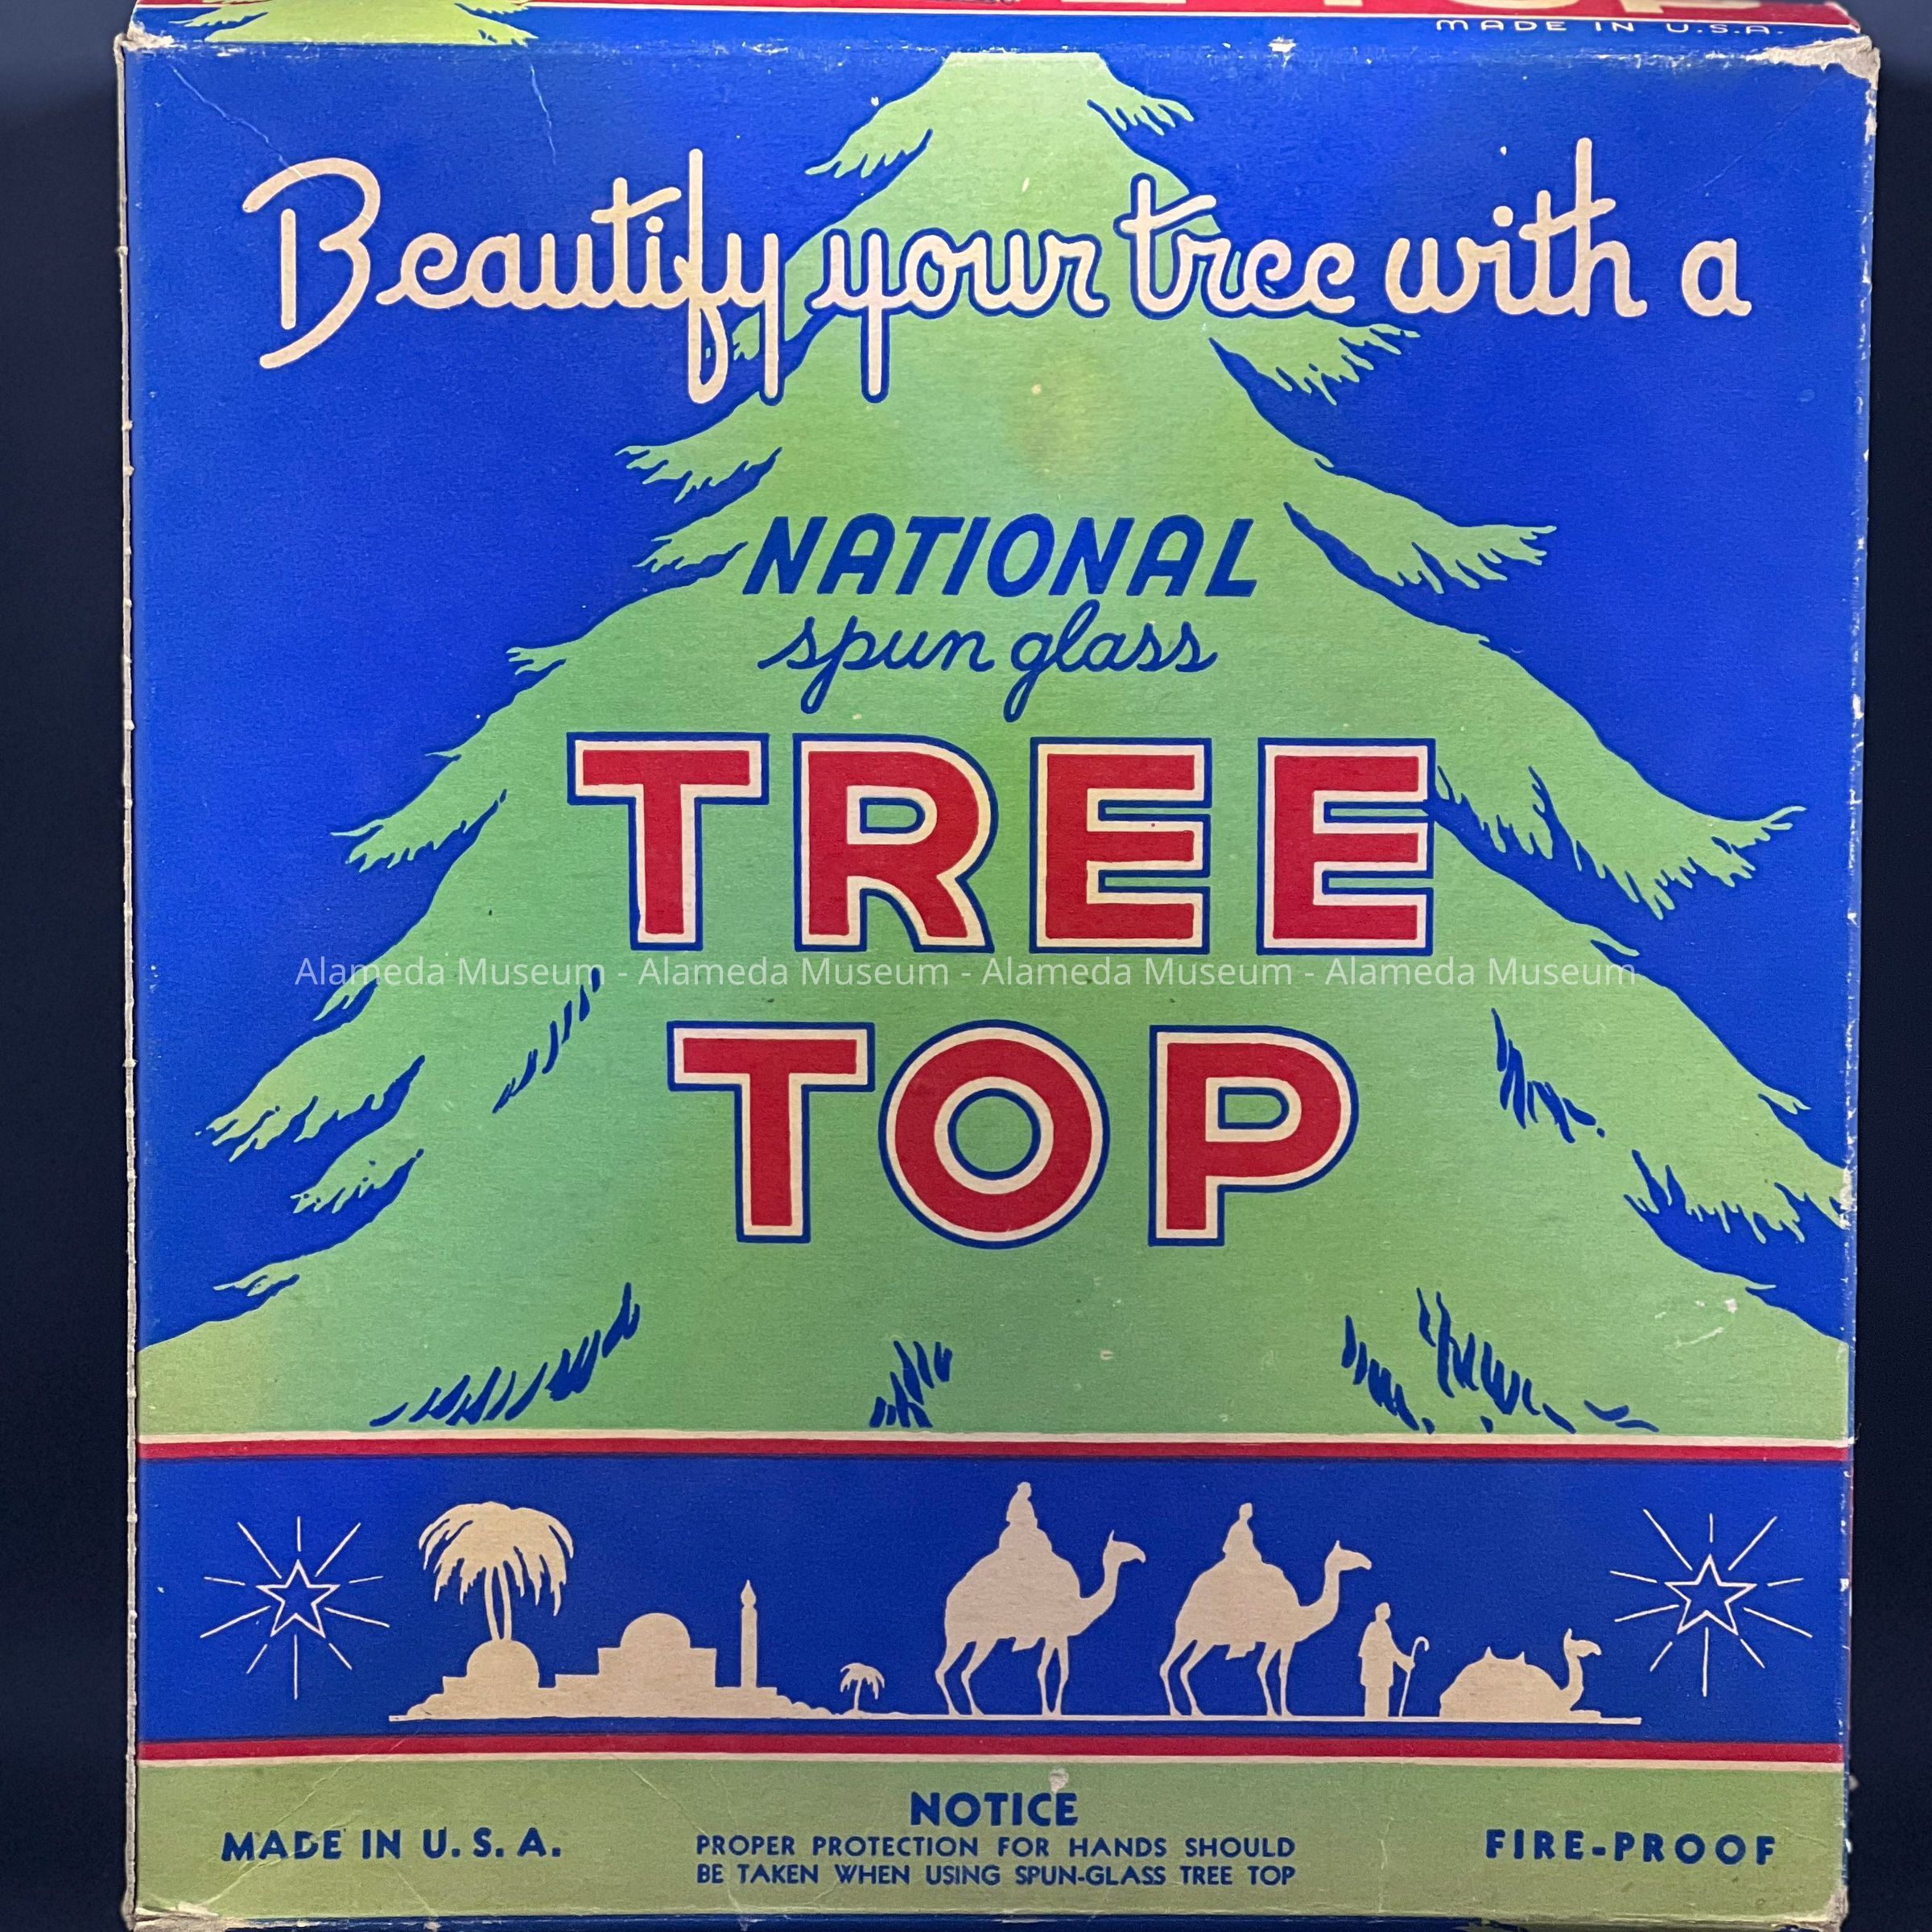 MADE IN U.S.A.
Beautify your tree with a
NATIONAL
spun glass
TREE
Alameda Museum - Alameda Museum - Alameda Museum - Alameda Museum
TOP
NOTICE
MADE IN U.S.A.
PROPER PROTECTION FOR HANDS SHOULD
BE TAKEN WHEN USING SPUN-GLASS TREE TOP
FIRE-PROOF